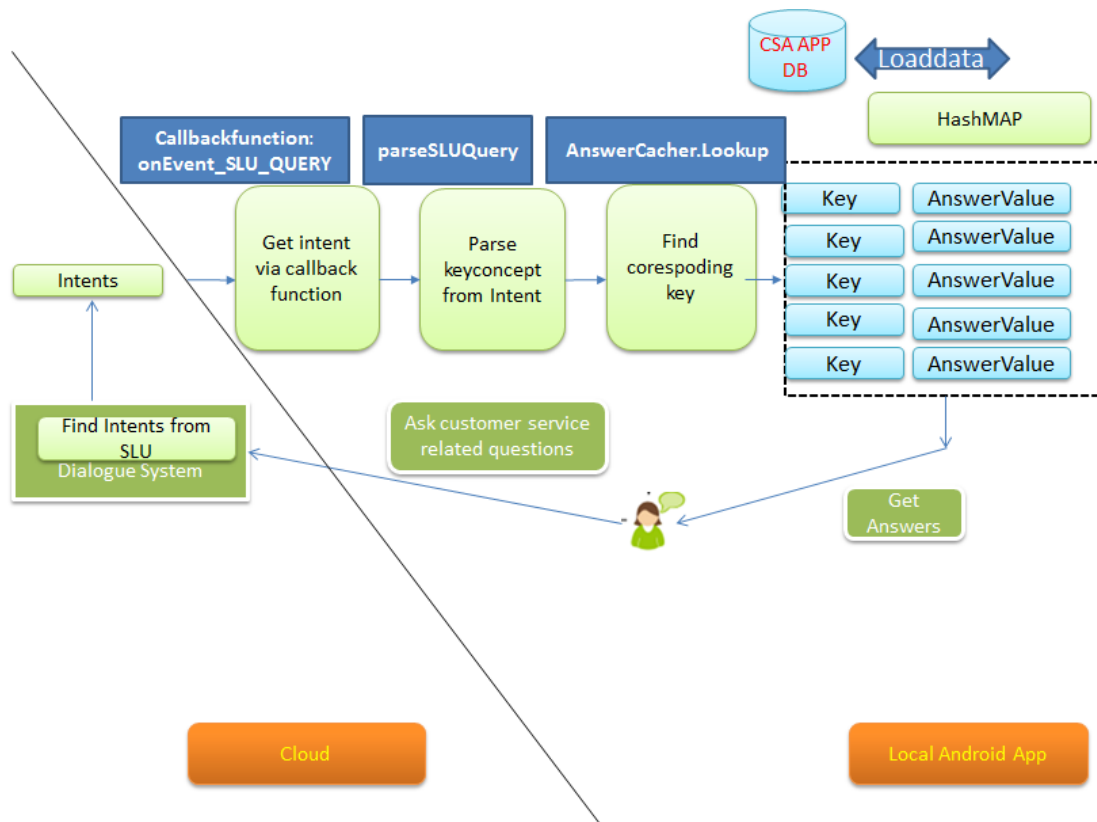 CSA APP
DB
Loaddata
HashMAP
Callbackfunction:
onEvent_SLU_QUERY
parseSLUQuery
AnswerCacher.Lookup
Get intent
via callback
function
Parse
keyconcept
from Intent
Find
corespoding
key
Key
AnswerValue
Key
AnswerValue
Key
AnswerValue
Key
AnswerValue
Key
AnswerValue
Intents
Find Intents from
SLU
Dialogue System
Ask customer service
related questions
Get
Answers
Cloud
Local Android App